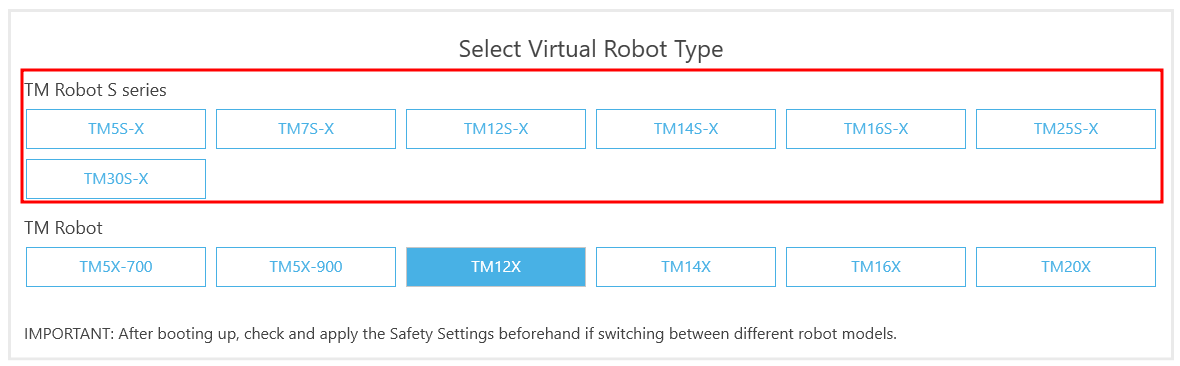 Select Virtual Robot Type
TM Robot S series
TM5S-X TM7S-X TM12S-X TM14S-X TM16S-X TM25S-X
TM30S-X
TM Robot
TM5X-700 TM5X-900 TM12X TM14X TM16X TM20X
IMPORTANT: After booting up, check and apply the Safety Settings beforehand if switching between different robot models.